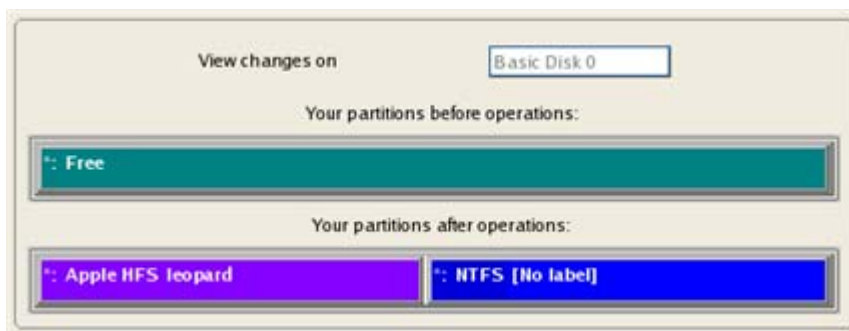 View changes on
Basic Disk 0
Your partitions before operations:
*: Free
Your partitions after operations:
*: Apple HFS leopard
*: NTFS [No label]